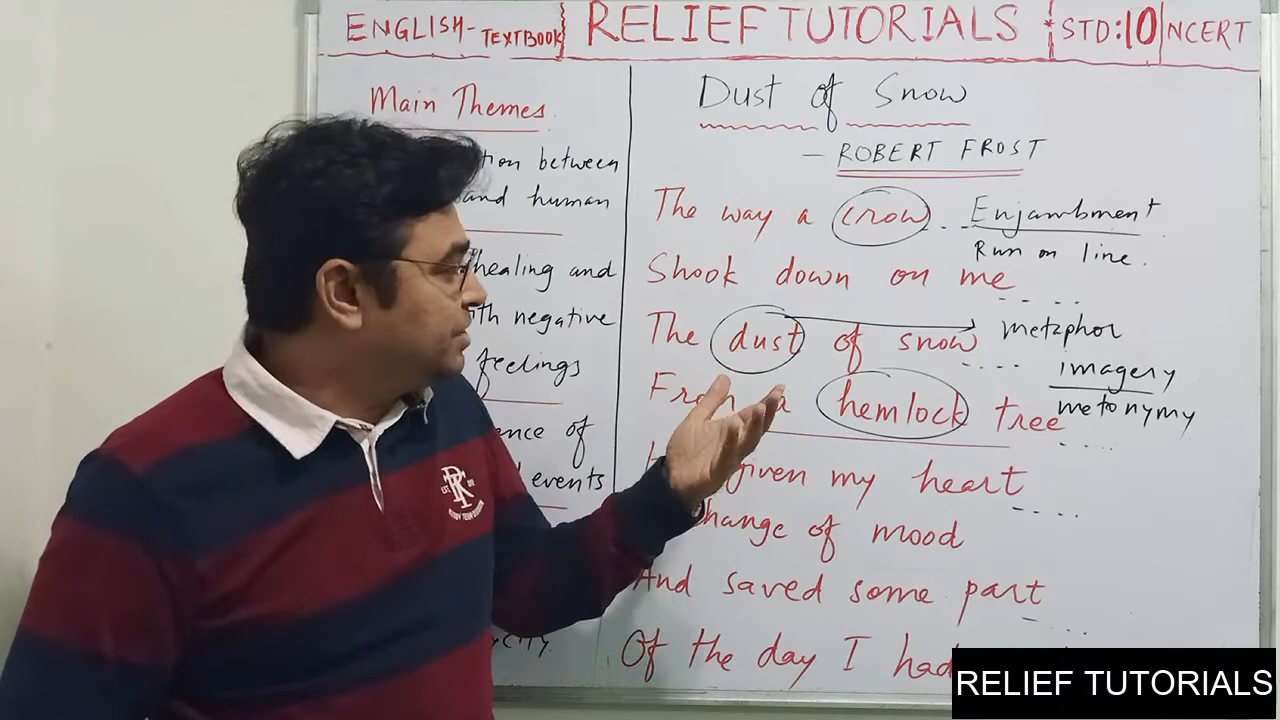 ENGLISH-TEXTBOOK RELIEF TUTORIALS * STD:10 NCERT
Main Themes
between
and human
healing and
negative
feelings
of
events
Dust of Snow
- ROBERT FROST
The way a crow ... Enjambment
Run on line.
Shook down on me
The dust of snow metaphor
imagery
From a hemlock tree metonymy
given my heart
change of mood
And saved some part
Of the day I had
RELIEF TUTORIALS